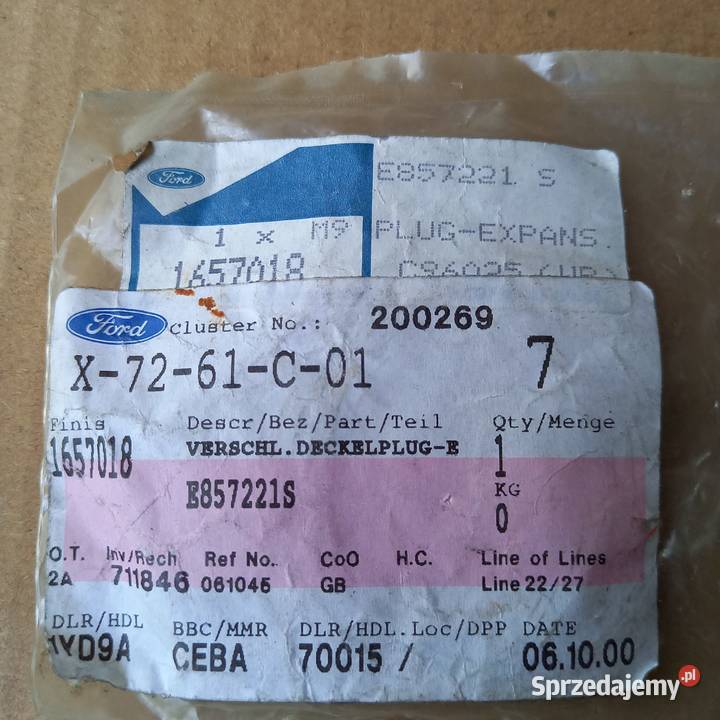 Ford
E857221 S
1 x M9 PLUG-EXPANS.
1657018
Ford Cluster No.: 200269
X-72-61-C-01 7
Finis Descr/Bez/Part/Teil Qty/Menge
1657018 VERSCHL.DECKELPLUG-E 1
E857221S KG
0
O.T. Inv/Rech Ref No. CoO H.C. Line of Lines
2A 711846 061045 GB Line 22/27
DLR/HDL BBC/MMR DLR/HDL.Loc/DPP DATE
1YD9A CEBA 70015 / 06.10.00
Sprzedajemy.pl